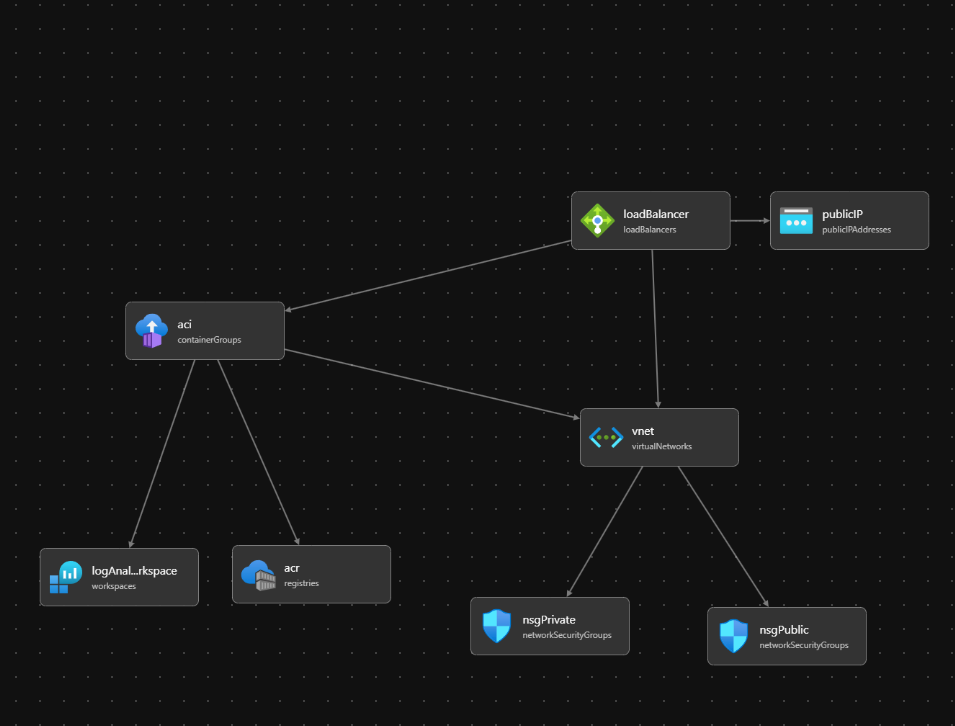 loadBalancer
loadBalancers
publicIP
publicIPAddresses
aci
containerGroups
vnet
virtualNetworks
logAnal...rkspace
workspaces
acr
registries
nsgPrivate
networkSecurityGroups
nsgPublic
networkSecurityGroups